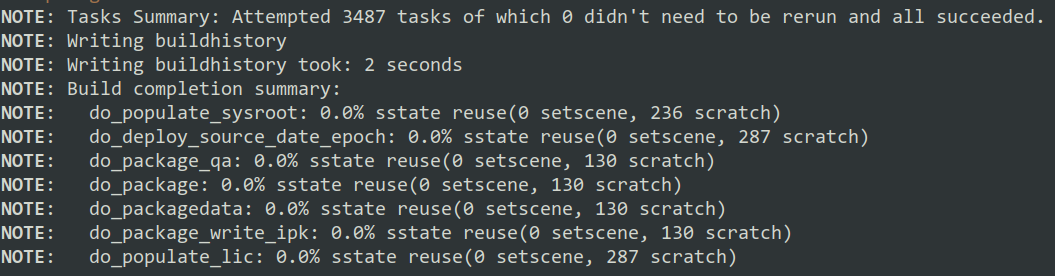 NOTE: Tasks Summary: Attempted 3487 tasks of which 0 didn't need to be rerun and all succeeded.
NOTE: Writing buildhistory
NOTE: Writing buildhistory took: 2 seconds
NOTE: Build completion summary:
NOTE:   do_populate_sysroot: 0.0% sstate reuse(0 setscene, 236 scratch)
NOTE:   do_deploy_source_date_epoch: 0.0% sstate reuse(0 setscene, 287 scratch)
NOTE:   do_package_qa: 0.0% sstate reuse(0 setscene, 130 scratch)
NOTE:   do_package: 0.0% sstate reuse(0 setscene, 130 scratch)
NOTE:   do_packagedata: 0.0% sstate reuse(0 setscene, 130 scratch)
NOTE:   do_package_write_ipk: 0.0% sstate reuse(0 setscene, 130 scratch)
NOTE:   do_populate_lic: 0.0% sstate reuse(0 setscene, 287 scratch)